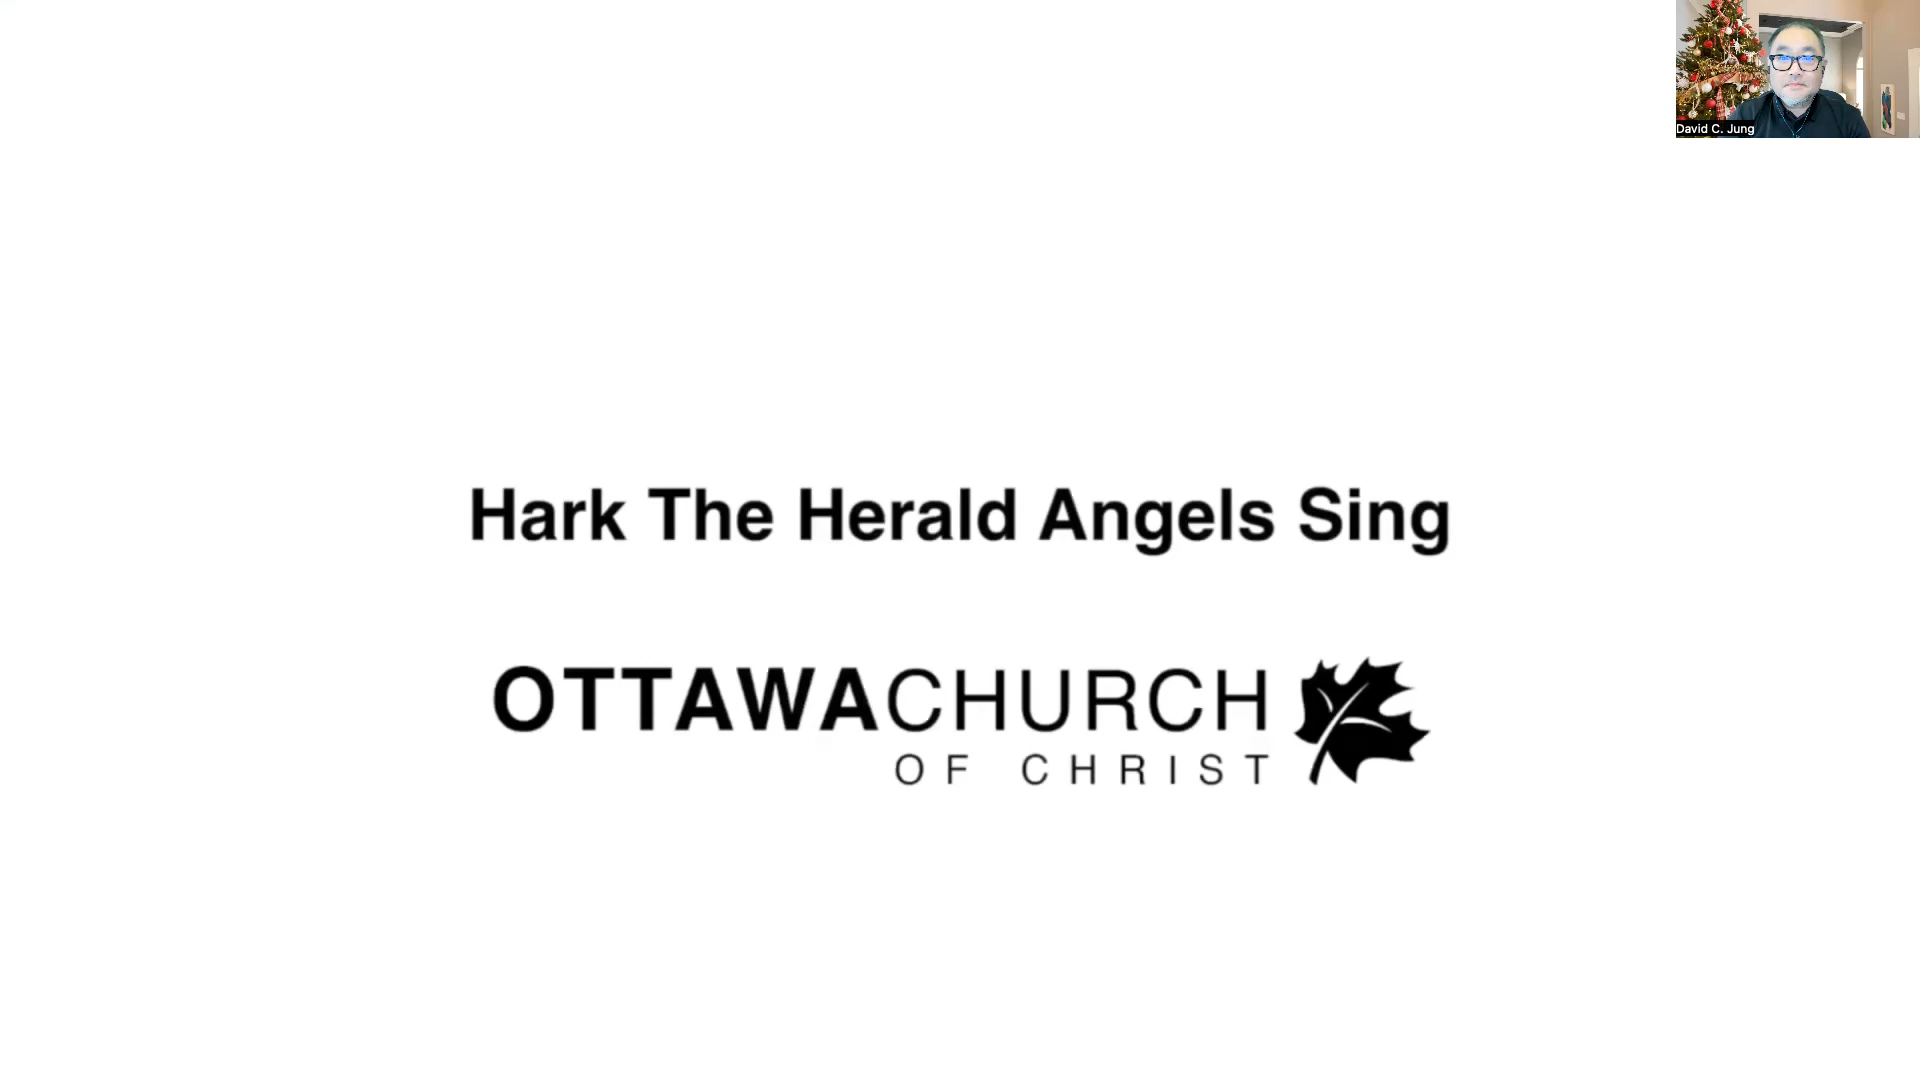 David C. Jung
Hark The Herald Angels Sing
OTTAWACHURCH
OF CHRIST